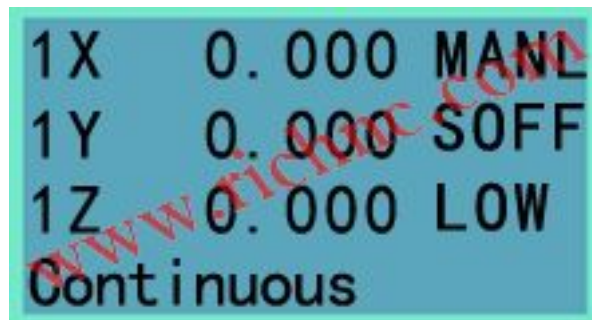 1X 0.000 MANL
1Y 0.000 SOFF
1Z 0.000 LOW
Continuous
www.richnc.com